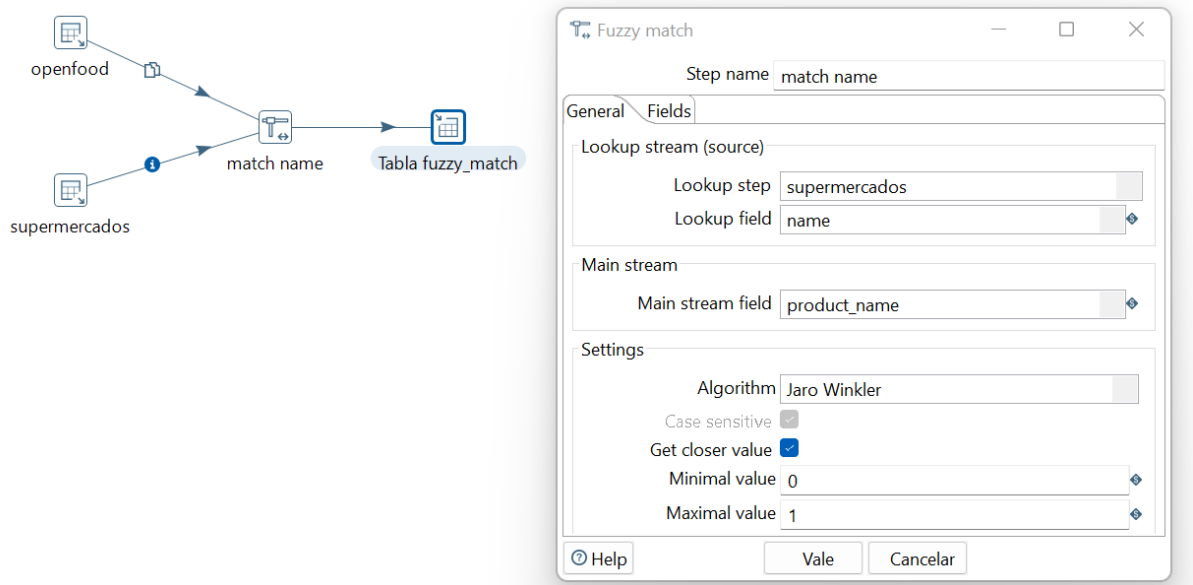 openfood
supermercados
match name
Tabla fuzzy_match
Fuzzy match
Step name match name
General Fields
Lookup stream (source)
Lookup step supermercados
Lookup field name
Main stream
Main stream field product_name
Settings
Algorithm Jaro Winkler
Case sensitive
Get closer value
Minimal value 0
Maximal value 1
Help Vale Cancelar